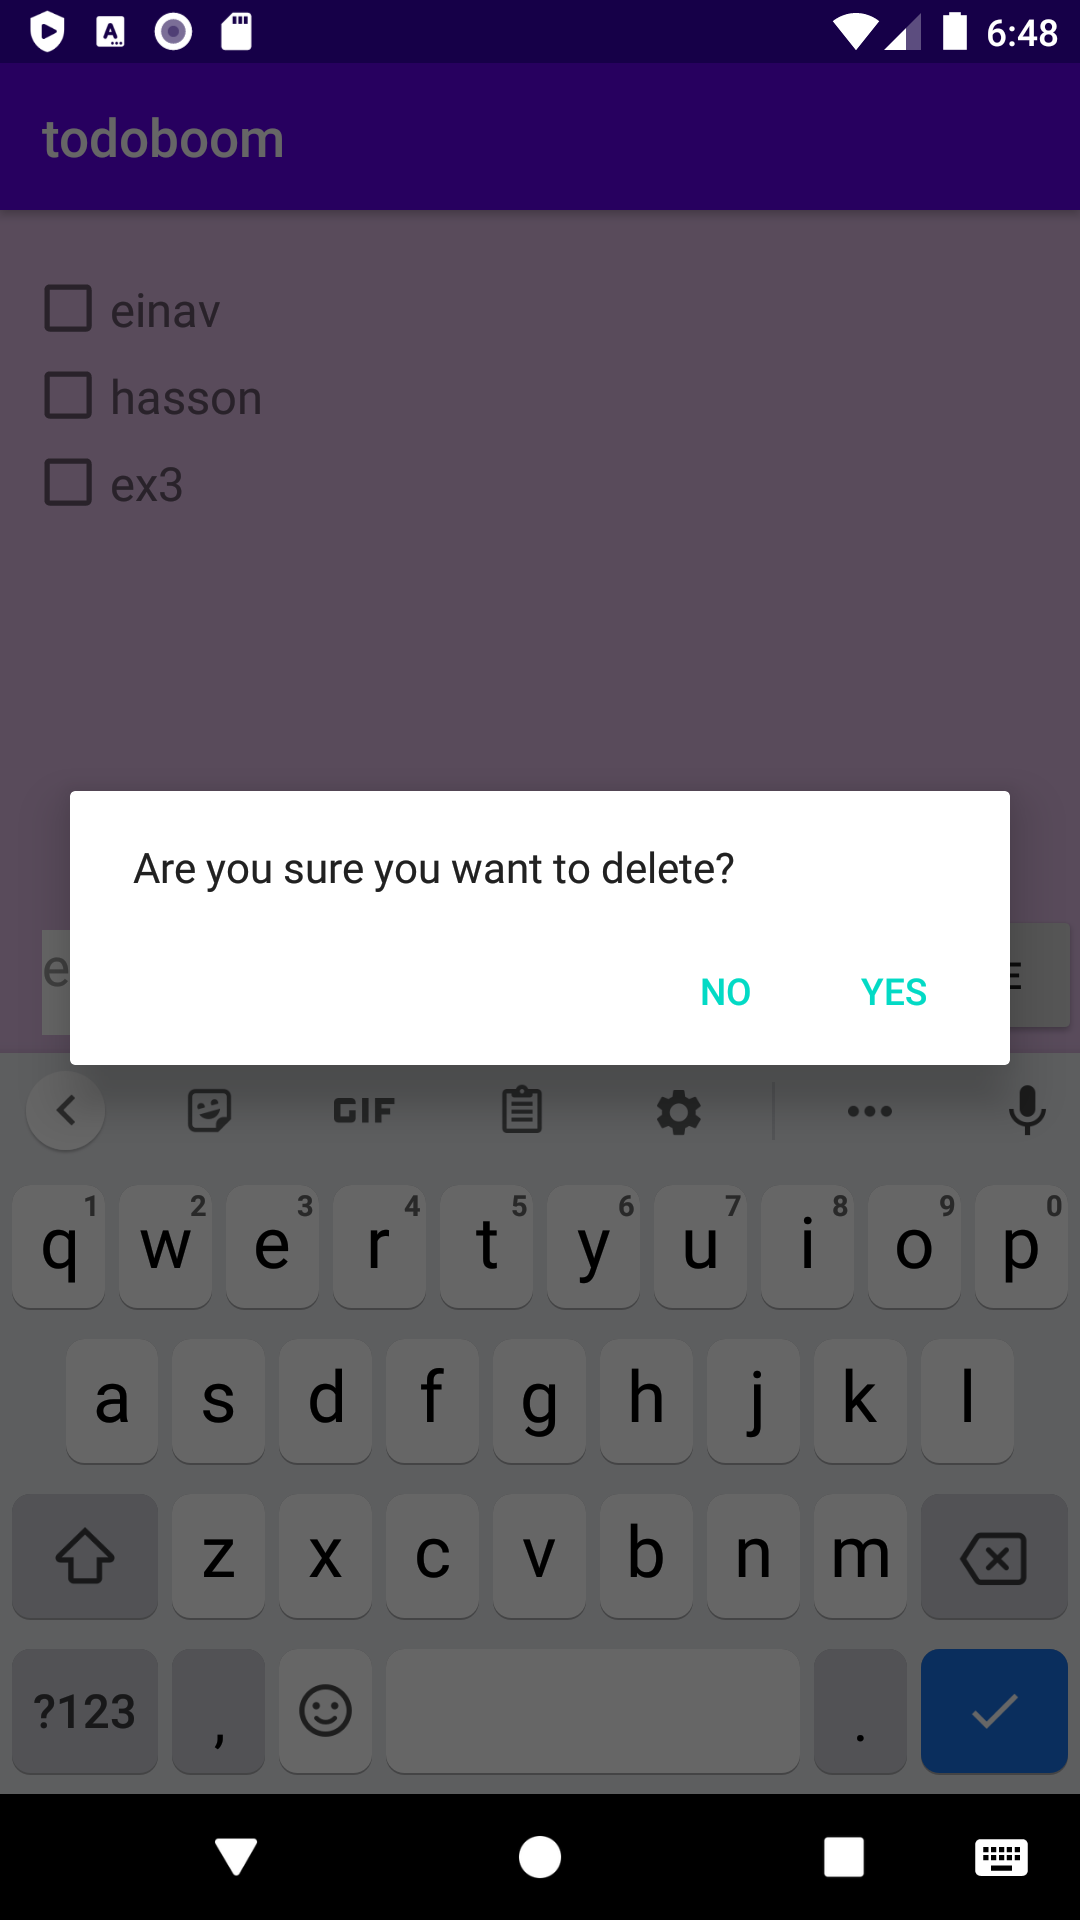 6:48
todoboom
einav
hasson
ex3
Are you sure you want to delete?
NO YES
GIF
1 2 3 4 5 6 7 8 9 0
q w e r t y u i o p
a s d f g h j k l
z x c v b n m
?123 , .